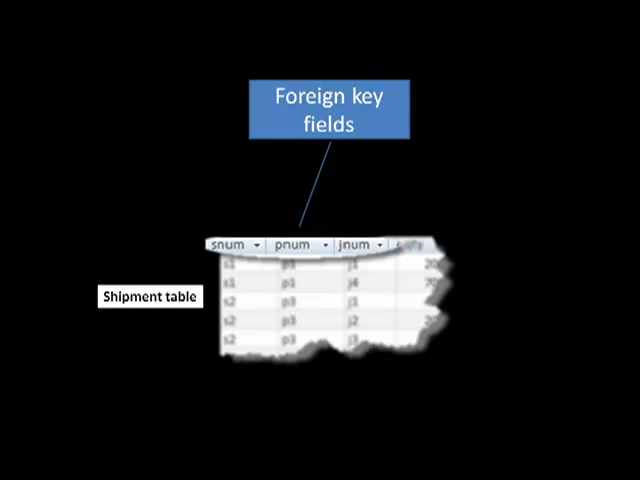 Foreign key
fields
snum pnum jnum qty
s1 p1 j1
s1 p1 j4
Shipment table
s2 p3 j1
s2 p3 j2
s2 p3 j3